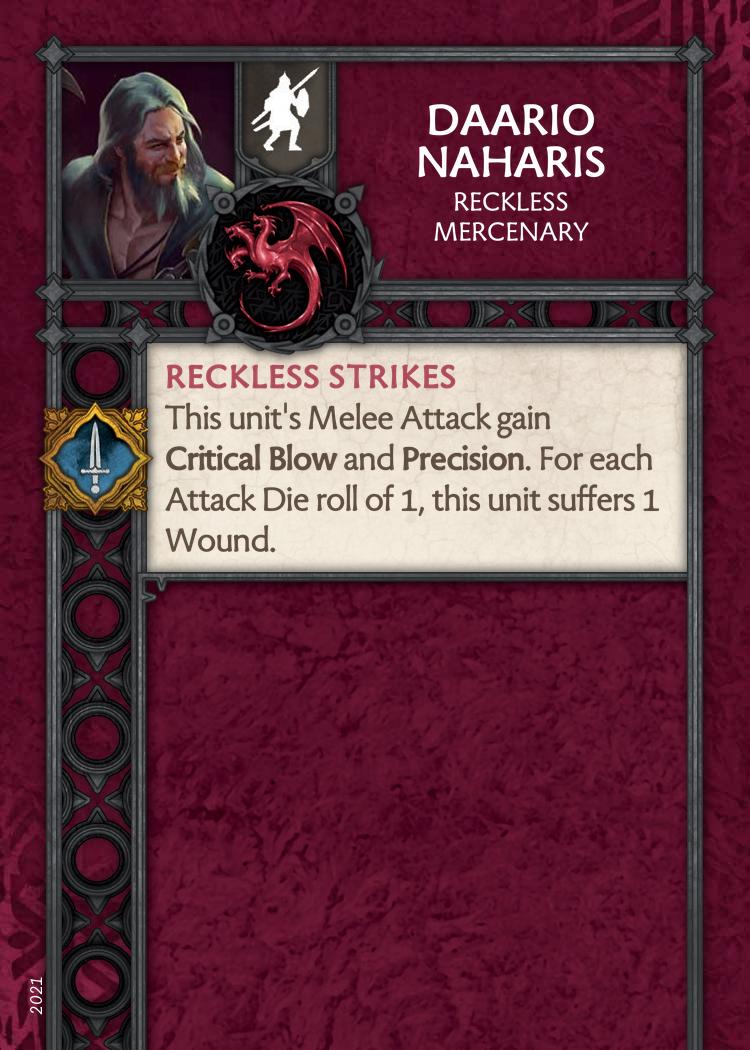 DAARIO
NAHARIS
RECKLESS
MERCENARY
RECKLESS STRIKES
This unit's Melee Attack gain
Critical Blow and Precision. For each
Attack Die roll of 1, this unit suffers 1
Wound.
2021